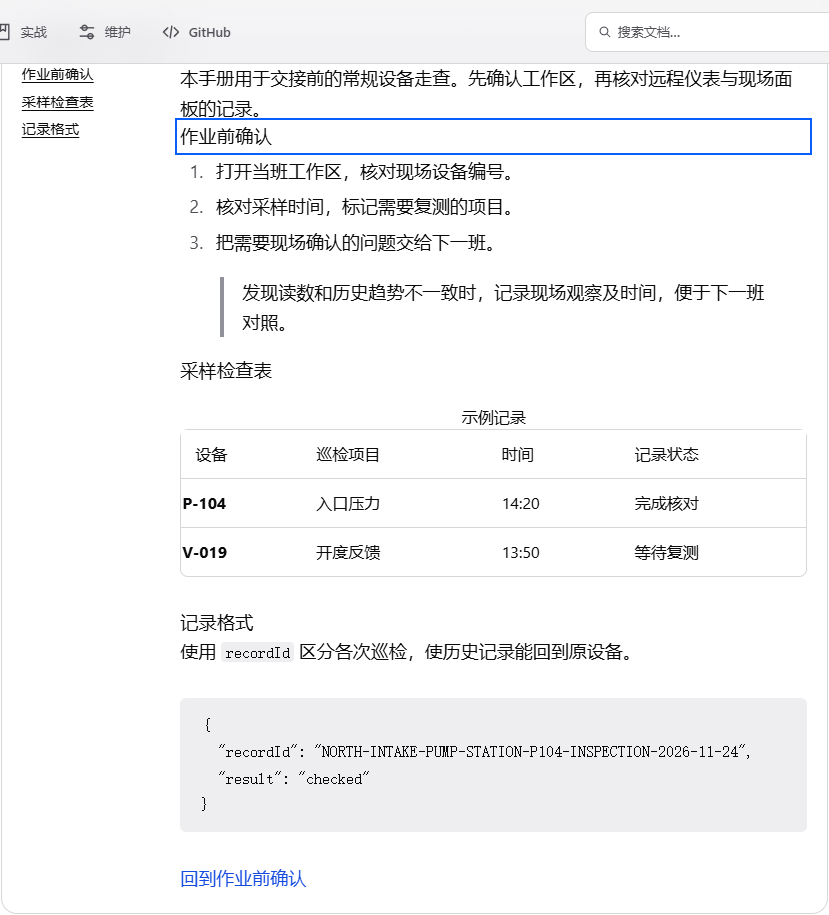 实战
维护
GitHub
搜索文档...
作业前确认
采样检查表
记录格式
本手册用于交接前的常规设备走查。先确认工作区，再核对远程仪表与现场面
板的记录。
作业前确认
1. 打开当班工作区，核对现场设备编号。
2. 核对采样时间，标记需要复测的项目。
3. 把需要现场确认的问题交给下一班。
发现读数和历史趋势不一致时，记录现场观察及时间，便于下一班
对照。
采样检查表
示例记录
设备 巡检项目 时间 记录状态
P-104 入口压力 14:20 完成核对
V-019 开度反馈 13:50 等待复测
记录格式
使用 recordId 区分各次巡检，使历史记录能回到原设备。
{
"recordId": "NORTH-INTAKE-PUMP-STATION-P104-INSPECTION-2026-11-24",
"result": "checked"
}
回到作业前确认